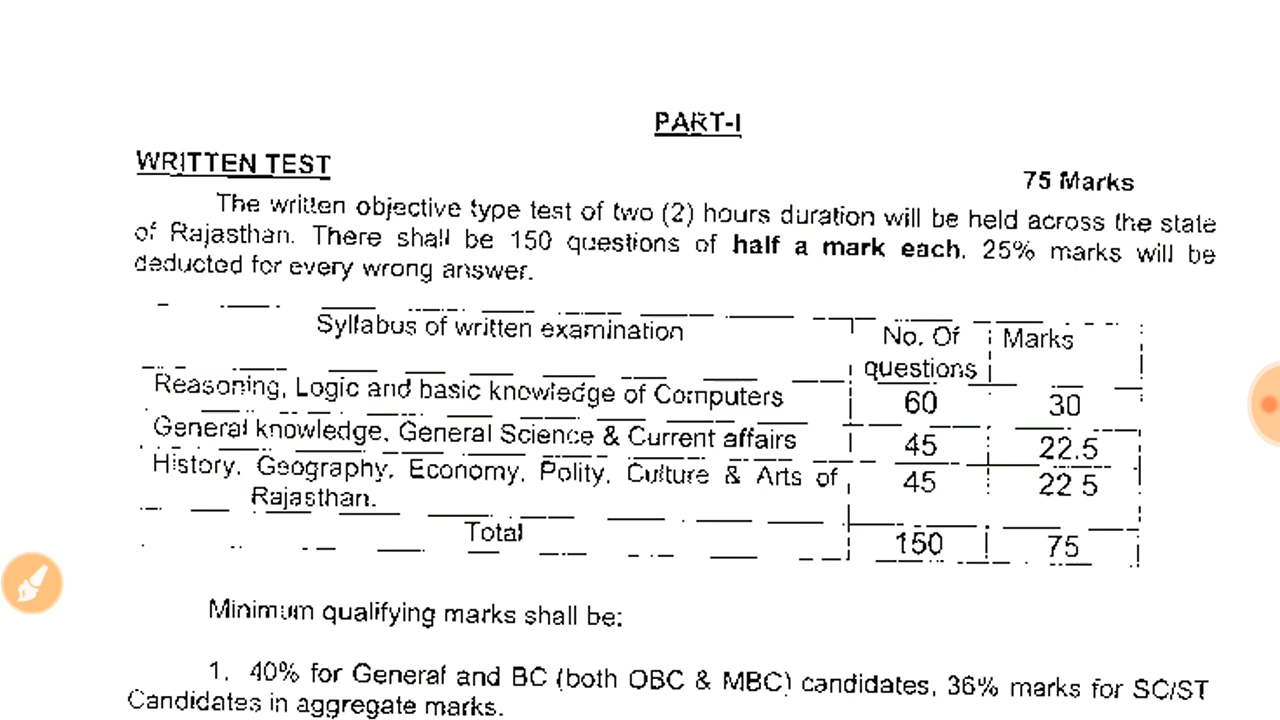 PART-I
WRITTEN TEST
75 Marks
The written objective type test of two (2) hours duration will be held across the state
of Rajasthan. There shall be 150 questions of half a mark each. 25% marks will be
deducted for every wrong answer.
Syllabus of written examination No. Of Marks
questions
Reasoning, Logic and basic knowledge of Computers 60 30
General knowledge, General Science & Current affairs 45 22.5
History, Geography, Economy, Polity, Culture & Arts of 45 22 5
Rajasthan.
Total 150 75
Minimum qualifying marks shall be:
1. 40% for General and BC (both OBC & MBC) candidates, 36% marks for SC/ST
Candidates in aggregate marks.